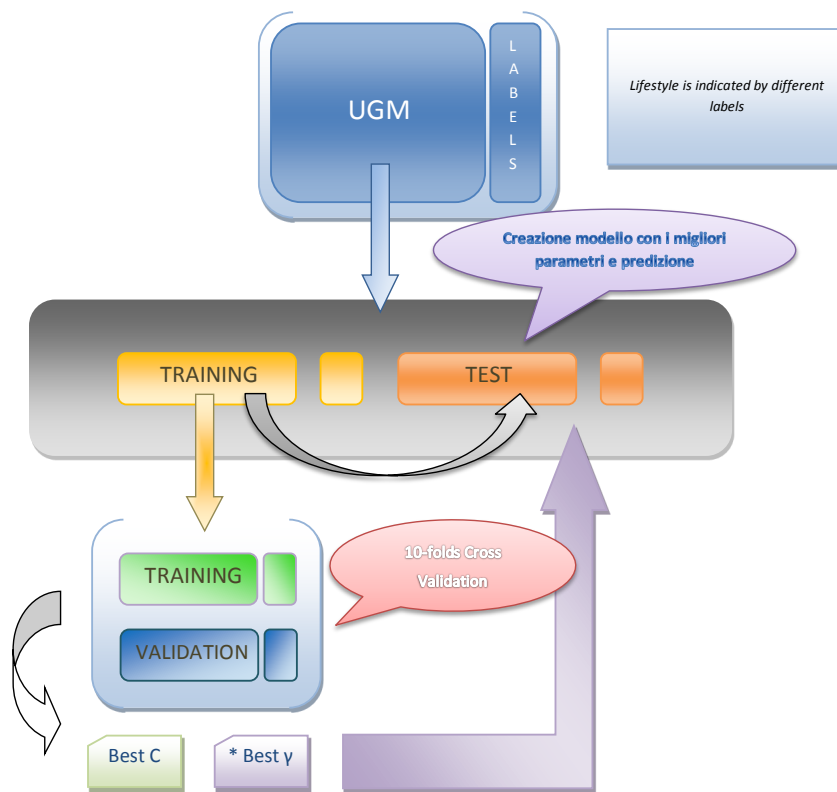 UGM
L
A
B
E
L
S
Lifestyle is indicated by different
labels
Creazione modello con i migliori
parametri e predizione
TRAINING
TEST
10-folds Cross
Validation
TRAINING
VALIDATION
Best C
* Best γ